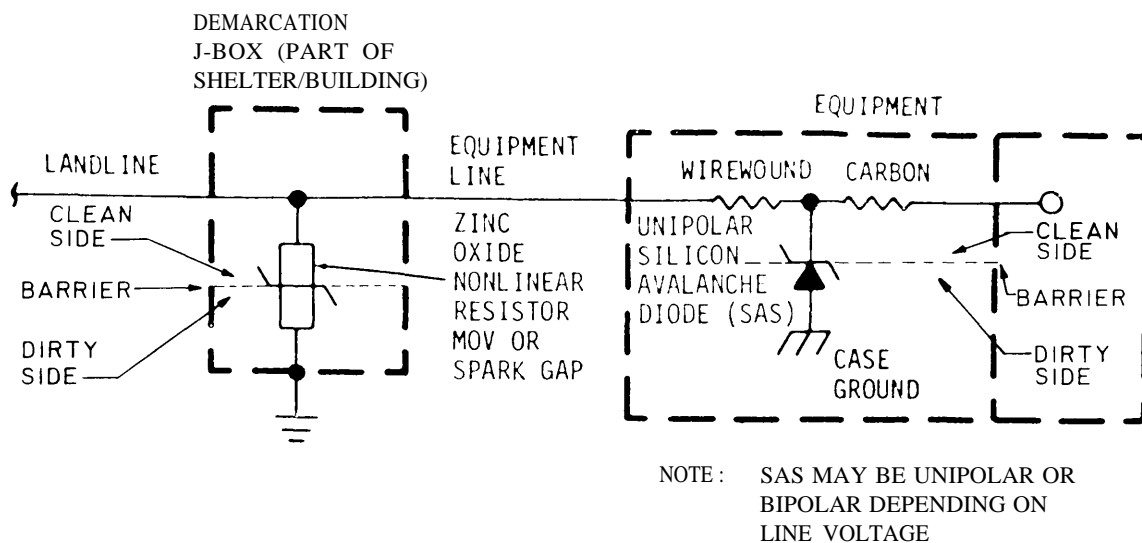 DEMARCATION
J-BOX (PART OF
SHELTER/BUILDING)
EQUIPMENT
LANDLINE
EQUIPMENT
LINE
WIREWOUND
CARBON
CLEAN
SIDE
BARRIER
DIRTY
SIDE
ZINC
OXIDE
NONLINEAR
RESISTOR
MOV OR
SPARK GAP
UNIPOLAR
SILICON
AVALANCHE
DIODE (SAS)
CASE
GROUND
CLEAN
SIDE
BARRIER
DIRTY
SIDE
NOTE : SAS MAY BE UNIPOLAR OR
BIPOLAR DEPENDING ON
LINE VOLTAGE